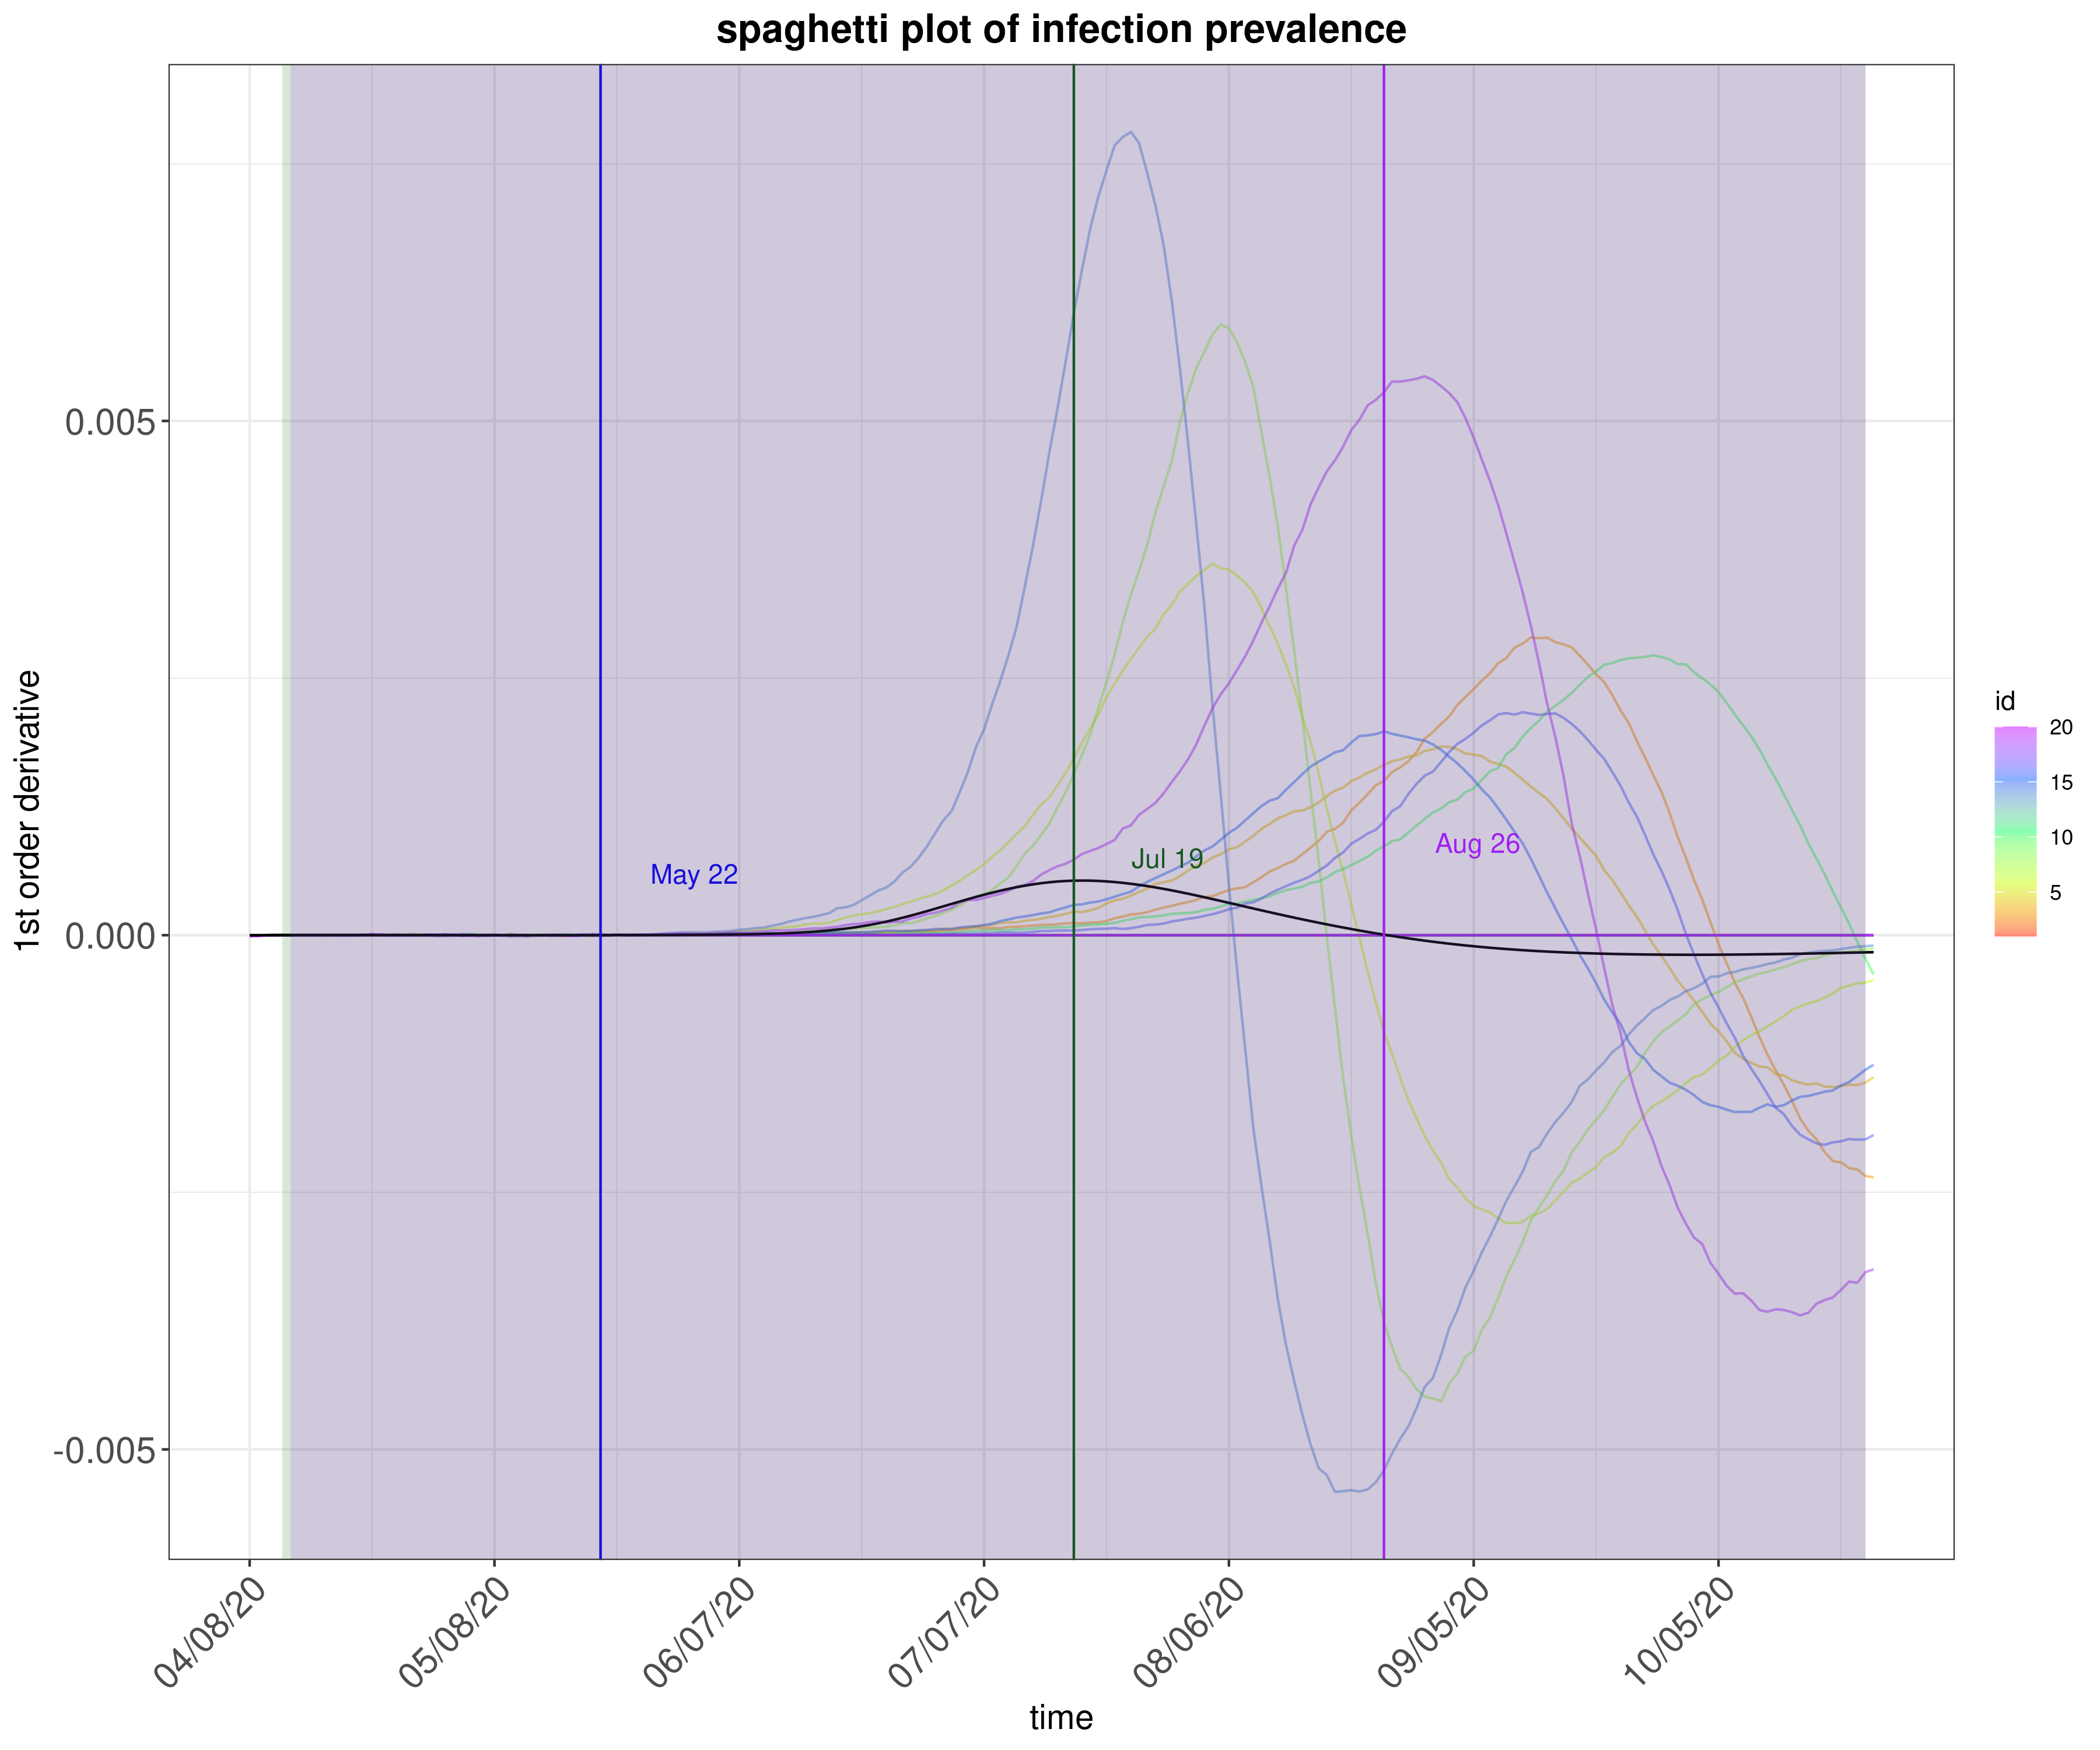 spaghetti plot of infection prevalence
1st order derivative
0.005
0.000
-0.005
May 22
Jul 19
Aug 26
id
20
15
10
5
04/08/20
05/08/20
06/07/20
07/07/20
08/06/20
09/05/20
10/05/20
time